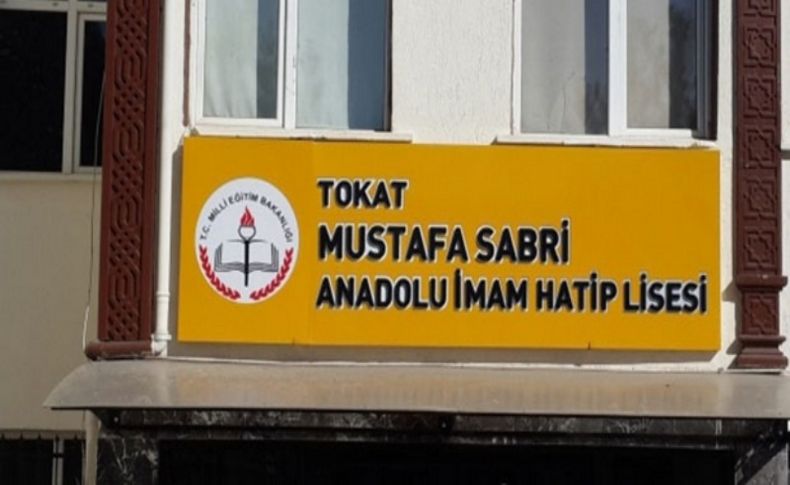 T.C. MİLLİ EĞİTİM BAKANLIĞI
TOKAT
MUSTAFA SABRİ
ANADOLU İMAM HATİP LİSESİ